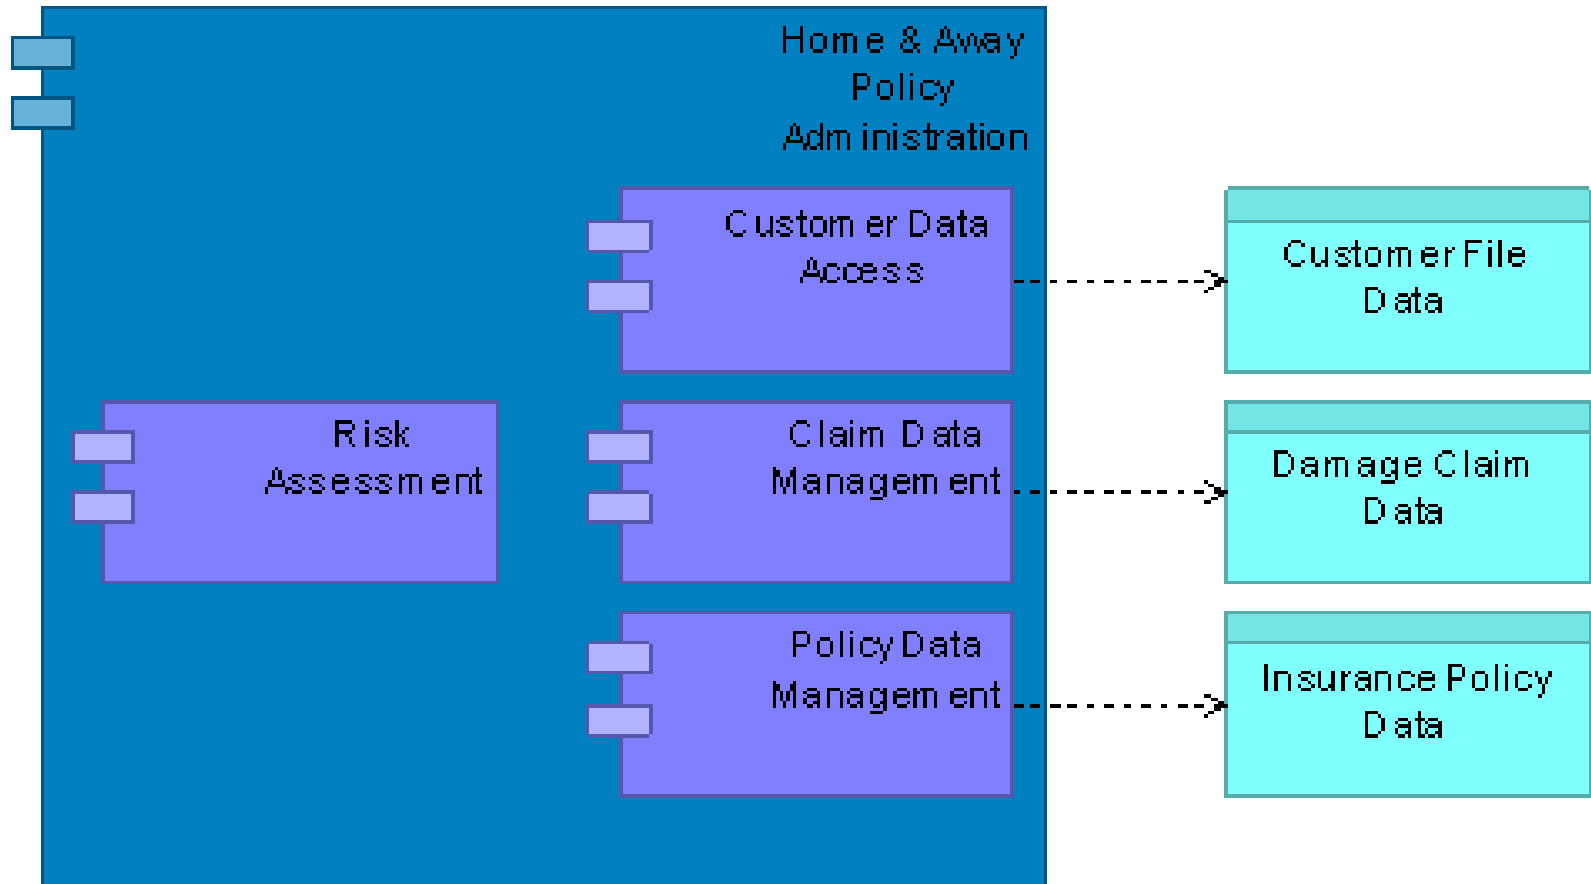 Home & Away
Policy
Administration
Customer Data
Access
Customer File
Data
Risk
Assessment
Claim Data
Management
Damage Claim
Data
Policy Data
Management
Insurance Policy
Data